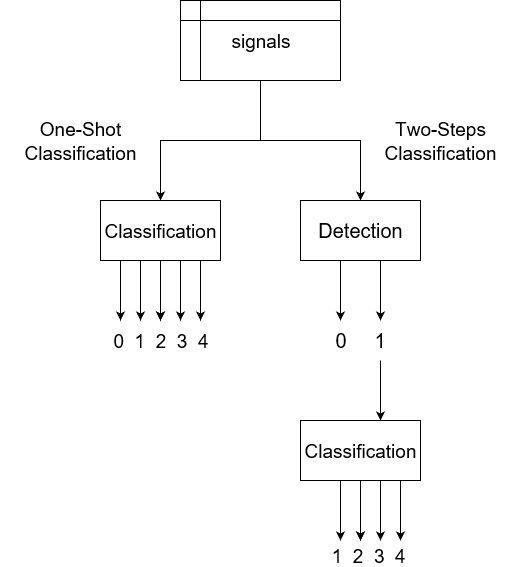 signals
One-Shot
Classification
Two-Steps
Classification
Classification
Detection
0 1 2 3 4
0 1
Classification
1 2 3 4